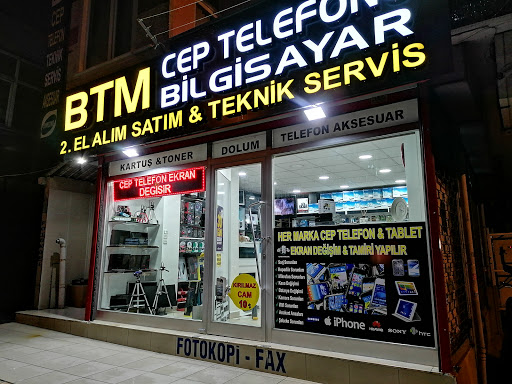 CEP TELEFON
BTM BİLGİSAYAR
2. EL ALIM SATIM & TEKNİK SERVİS
KARTUŞ & TONER
DOLUM
TELEFON AKSESUAR
CEP TELEFON EKRAN
DEĞİŞİR
HER MARKA CEP TELEFON & TABLET
EKRAN DEĞİŞİM & TAMİRİ YAPILIR
KIRILMAZ
CAM
10
iPhone
SONY
HTC
FOTOKOPİ - FAX